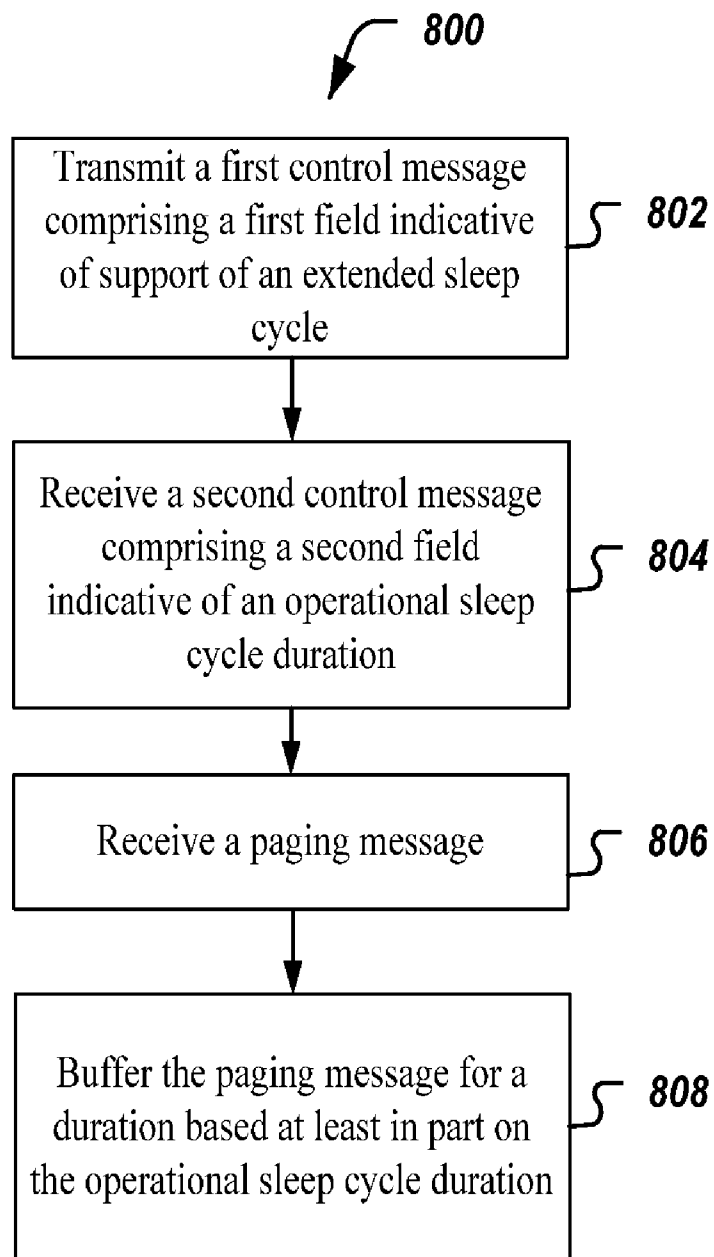 800
Transmit a first control message
comprising a first field indicative
of support of an extended sleep
cycle
802
Receive a second control message
comprising a second field
indicative of an operational sleep
cycle duration
804
Receive a paging message
806
Buffer the paging message for a
duration based at least in part on
the operational sleep cycle duration
808